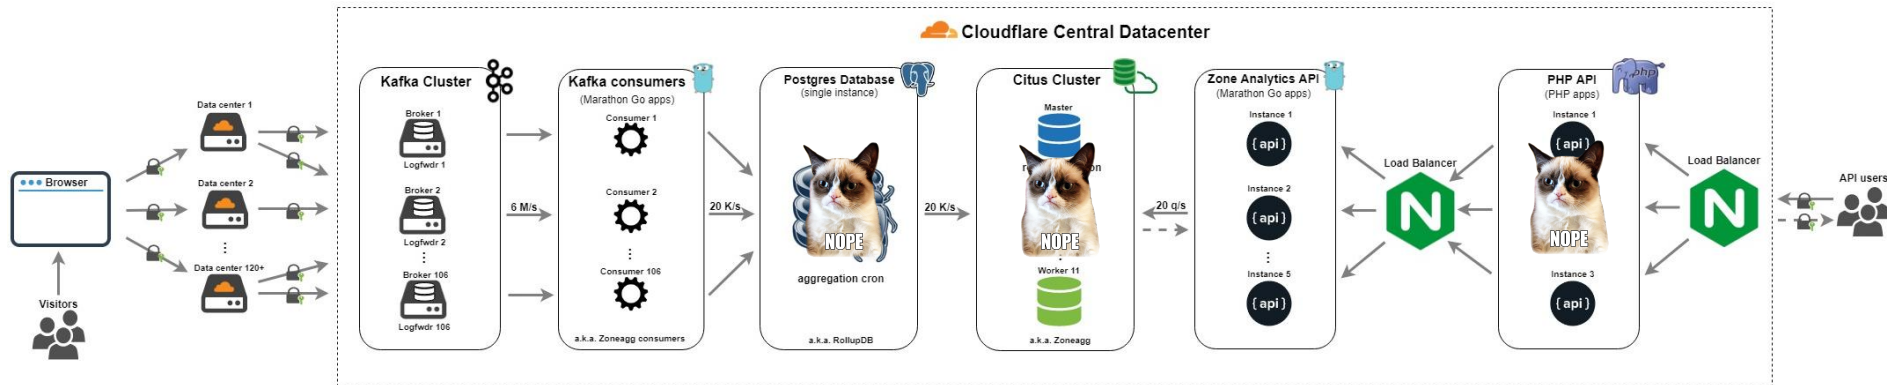 Cloudflare Central Datacenter
Visitors
Browser
Data center 1
Data center 2
Data center 120+
Kafka Cluster
Broker 1
Logfwdr 1
Broker 2
Logfwdr 2
Broker 106
Logfwdr 106
6 M/s
Kafka consumers
(Marathon Go apps)
Consumer 1
Consumer 2
Consumer 106
a.k.a. Zoneagg consumers
20 K/s
Postgres Database
(single instance)
NOPE
aggregation cron
a.k.a. RollupDB
20 K/s
Citus Cluster
Master
NOPE
Worker 11
a.k.a. Zoneagg
20 q/s
Zone Analytics API
(Marathon Go apps)
Instance 1
{api}
Instance 2
{api}
Instance 5
{api}
Load Balancer
N
PHP API
php
(PHP apps)
Instance 1
{api}
NOPE
Instance 3
{api}
Load Balancer
N
API users